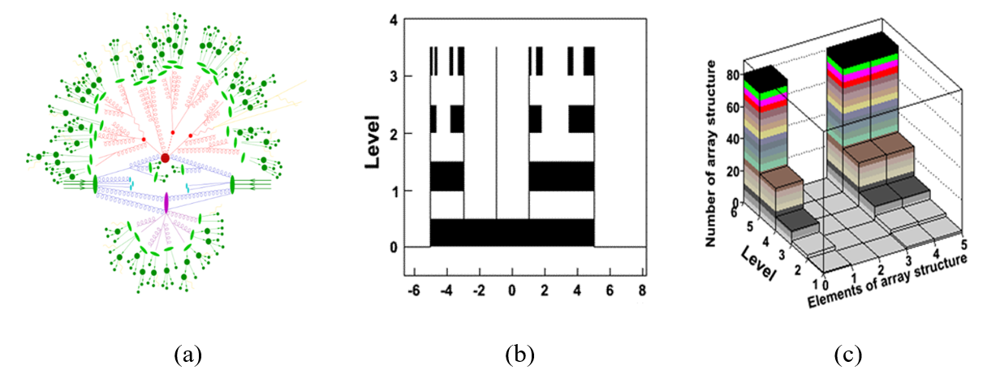 4
3
2
1
0
Level
-6 -4 -2 0 2 4 6 8
80
60
40
20
0
Number of array structure
6
5
4
3
2
1
Level
0 1 2 3 4 5
Elements of array structure
(a) (b) (c)